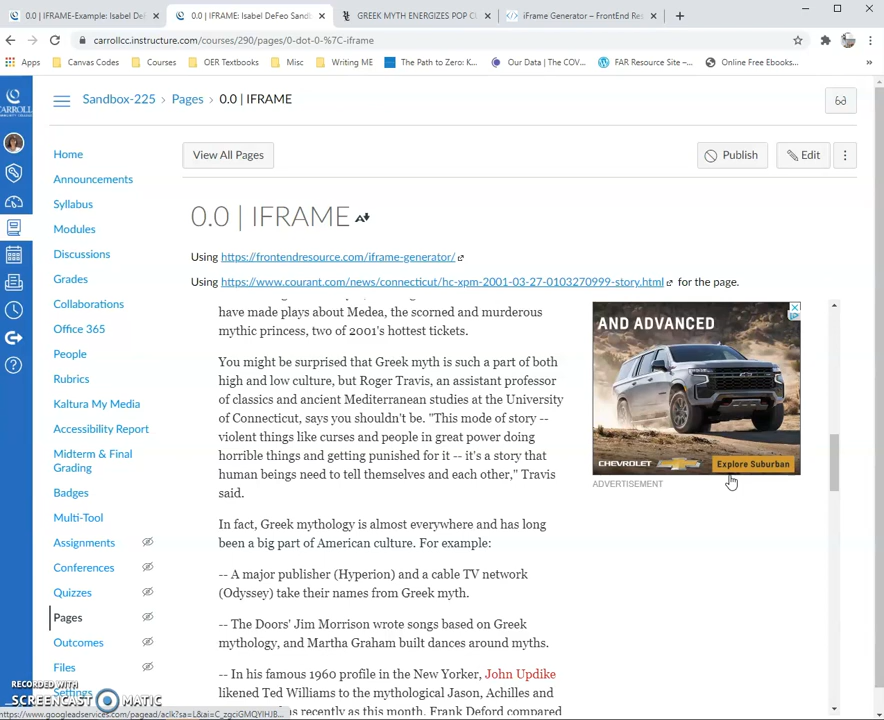 0.0 | IFRAME-Example: Isabel DeF
0.0 | IFRAME: Isabel DeFeo Sand
GREEK MYTH ENERGIZES POP C
iFrame Generator – FrontEnd Re
carrollcc.instructure.com/courses/290/pages/0-dot-0-%7C-iframe
Apps
Canvas Codes
Courses
OER Textbooks
Misc
Writing ME
The Path to Zero: K...
Our Data | The COV...
FAR Resource Site –...
Online Free Ebooks...
CARROLL
Sandbox-225 › Pages › 0.0 | IFRAME
View All Pages
Publish
Edit
Home
Announcements
Syllabus
Modules
Discussions
Grades
Collaborations
Office 365
People
Rubrics
Kaltura My Media
Accessibility Report
Midterm & Final
Grading
Badges
Multi-Tool
Assignments
Conferences
Quizzes
Pages
Outcomes
Files
Settings
0.0 | IFRAME
Using https://frontendresource.com/iframe-generator/
Using https://www.courant.com/news/connecticut/hc-xpm-2001-03-27-0103270999-story.html for the page.
have made plays about Medea, the scorned and murderous
mythic princess, two of 2001's hottest tickets.
You might be surprised that Greek myth is such a part of both
high and low culture, but Roger Travis, an assistant professor
of classics and ancient Mediterranean studies at the University
of Connecticut, says you shouldn't be. "This mode of story --
violent things like curses and people in great power doing
horrible things and getting punished for it -- it's a story that
human beings need to tell themselves and each other," Travis
said.
In fact, Greek mythology is almost everywhere and has long
been a big part of American culture. For example:
-- A major publisher (Hyperion) and a cable TV network
(Odyssey) take their names from Greek myth.
-- The Doors' Jim Morrison wrote songs based on Greek
mythology, and Martha Graham built dances around myths.
-- In his famous 1960 profile in the New Yorker, John Updike
likened Ted Williams to the mythological Jason, Achilles and
as recently as this month, Frank Deford compared
AND ADVANCED
CHEVROLET
Explore Suburban
ADVERTISEMENT
RECORDED WITH
SCREENCAST MATIC